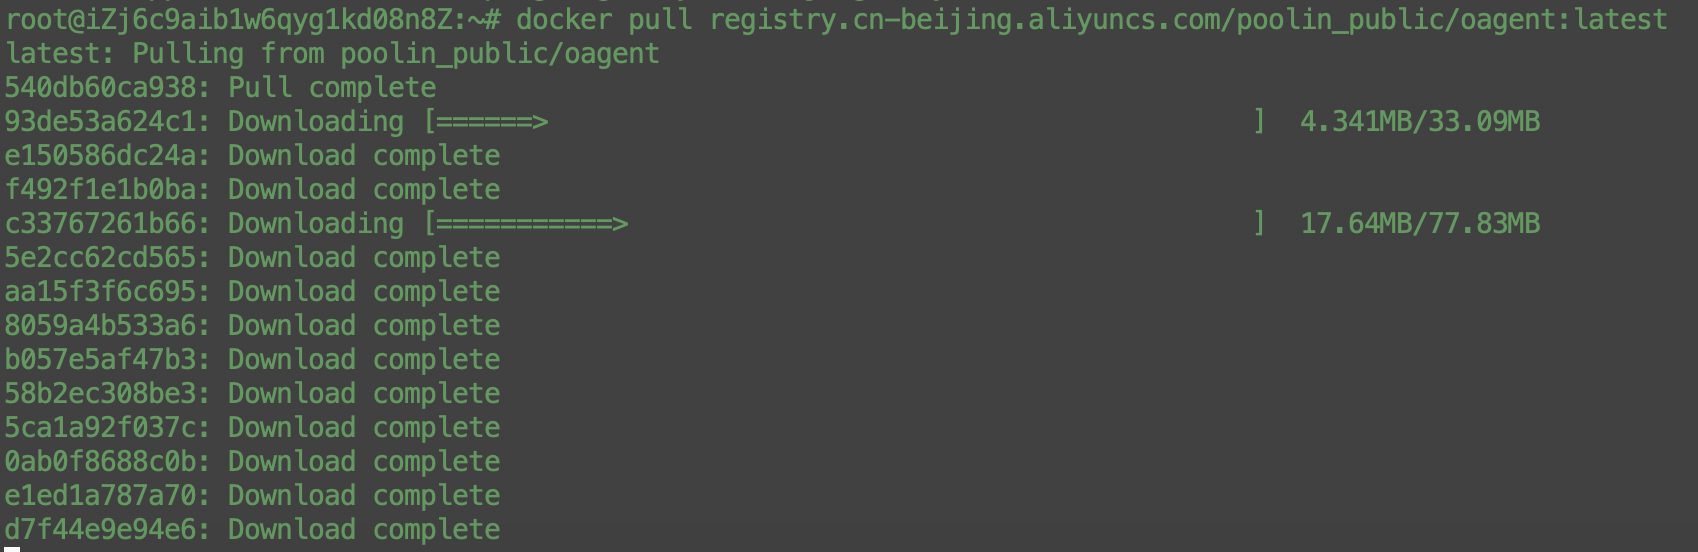 root@iZj6c9aib1w6qyg1kd08n8Z:~# docker pull registry.cn-beijing.aliyuncs.com/poolin_public/oagent:latest
latest: Pulling from poolin_public/oagent
540db60ca938: Pull complete
93de53a624c1: Downloading [======>                                            ]  4.341MB/33.09MB
e150586dc24a: Download complete
f492f1e1b0ba: Download complete
c33767261b66: Downloading [===========>                                       ]  17.64MB/77.83MB
5e2cc62cd565: Download complete
aa15f3f6c695: Download complete
8059a4b533a6: Download complete
b057e5af47b3: Download complete
58b2ec308be3: Download complete
5ca1a92f037c: Download complete
0ab0f8688c0b: Download complete
e1ed1a787a70: Download complete
d7f44e9e94e6: Download complete